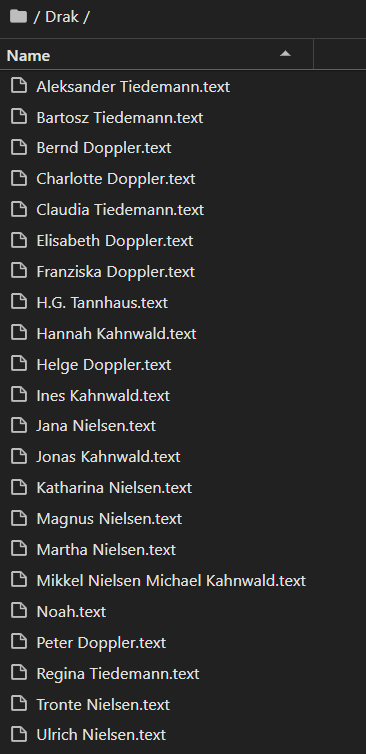 / Drak /
Name
Aleksander Tiedemann.text
Bartosz Tiedemann.text
Bernd Doppler.text
Charlotte Doppler.text
Claudia Tiedemann.text
Elisabeth Doppler.text
Franziska Doppler.text
H.G. Tannhaus.text
Hannah Kahnwald.text
Helge Doppler.text
Ines Kahnwald.text
Jana Nielsen.text
Jonas Kahnwald.text
Katharina Nielsen.text
Magnus Nielsen.text
Martha Nielsen.text
Mikkel Nielsen Michael Kahnwald.text
Noah.text
Peter Doppler.text
Regina Tiedemann.text
Tronte Nielsen.text
Ulrich Nielsen.text